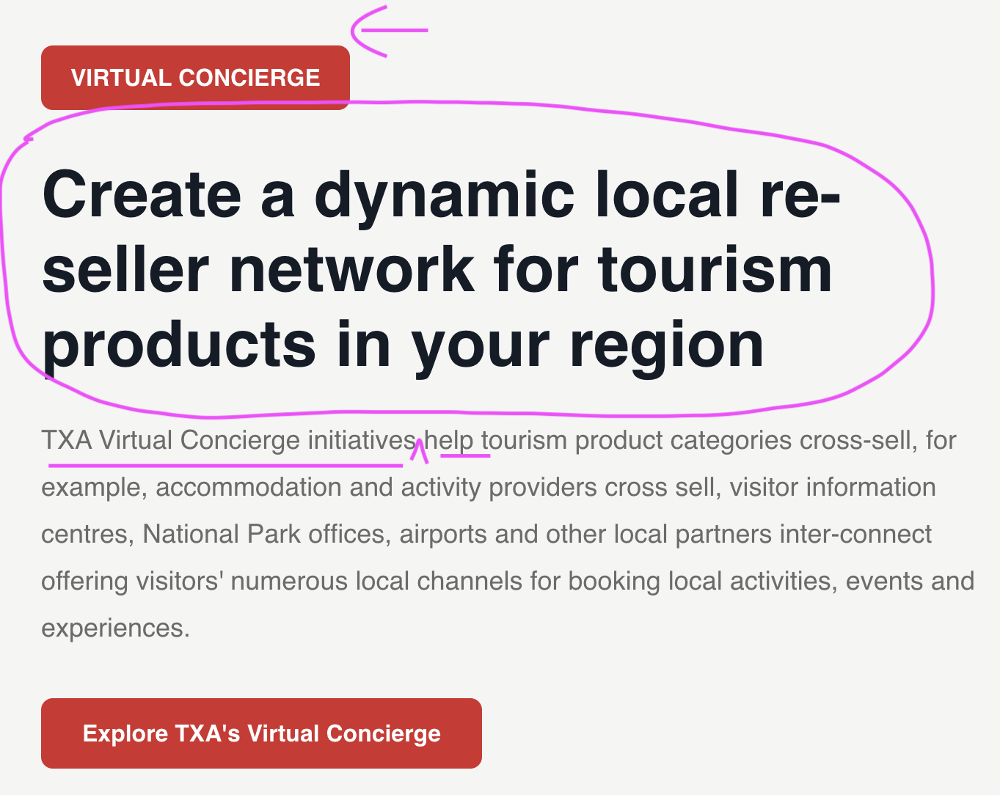 VIRTUAL CONCIERGE
Create a dynamic local re-
seller network for tourism
products in your region
TXA Virtual Concierge initiatives help tourism product categories cross-sell, for
example, accommodation and activity providers cross sell, visitor information
centres, National Park offices, airports and other local partners inter-connect
offering visitors' numerous local channels for booking local activities, events and
experiences.
Explore TXA's Virtual Concierge